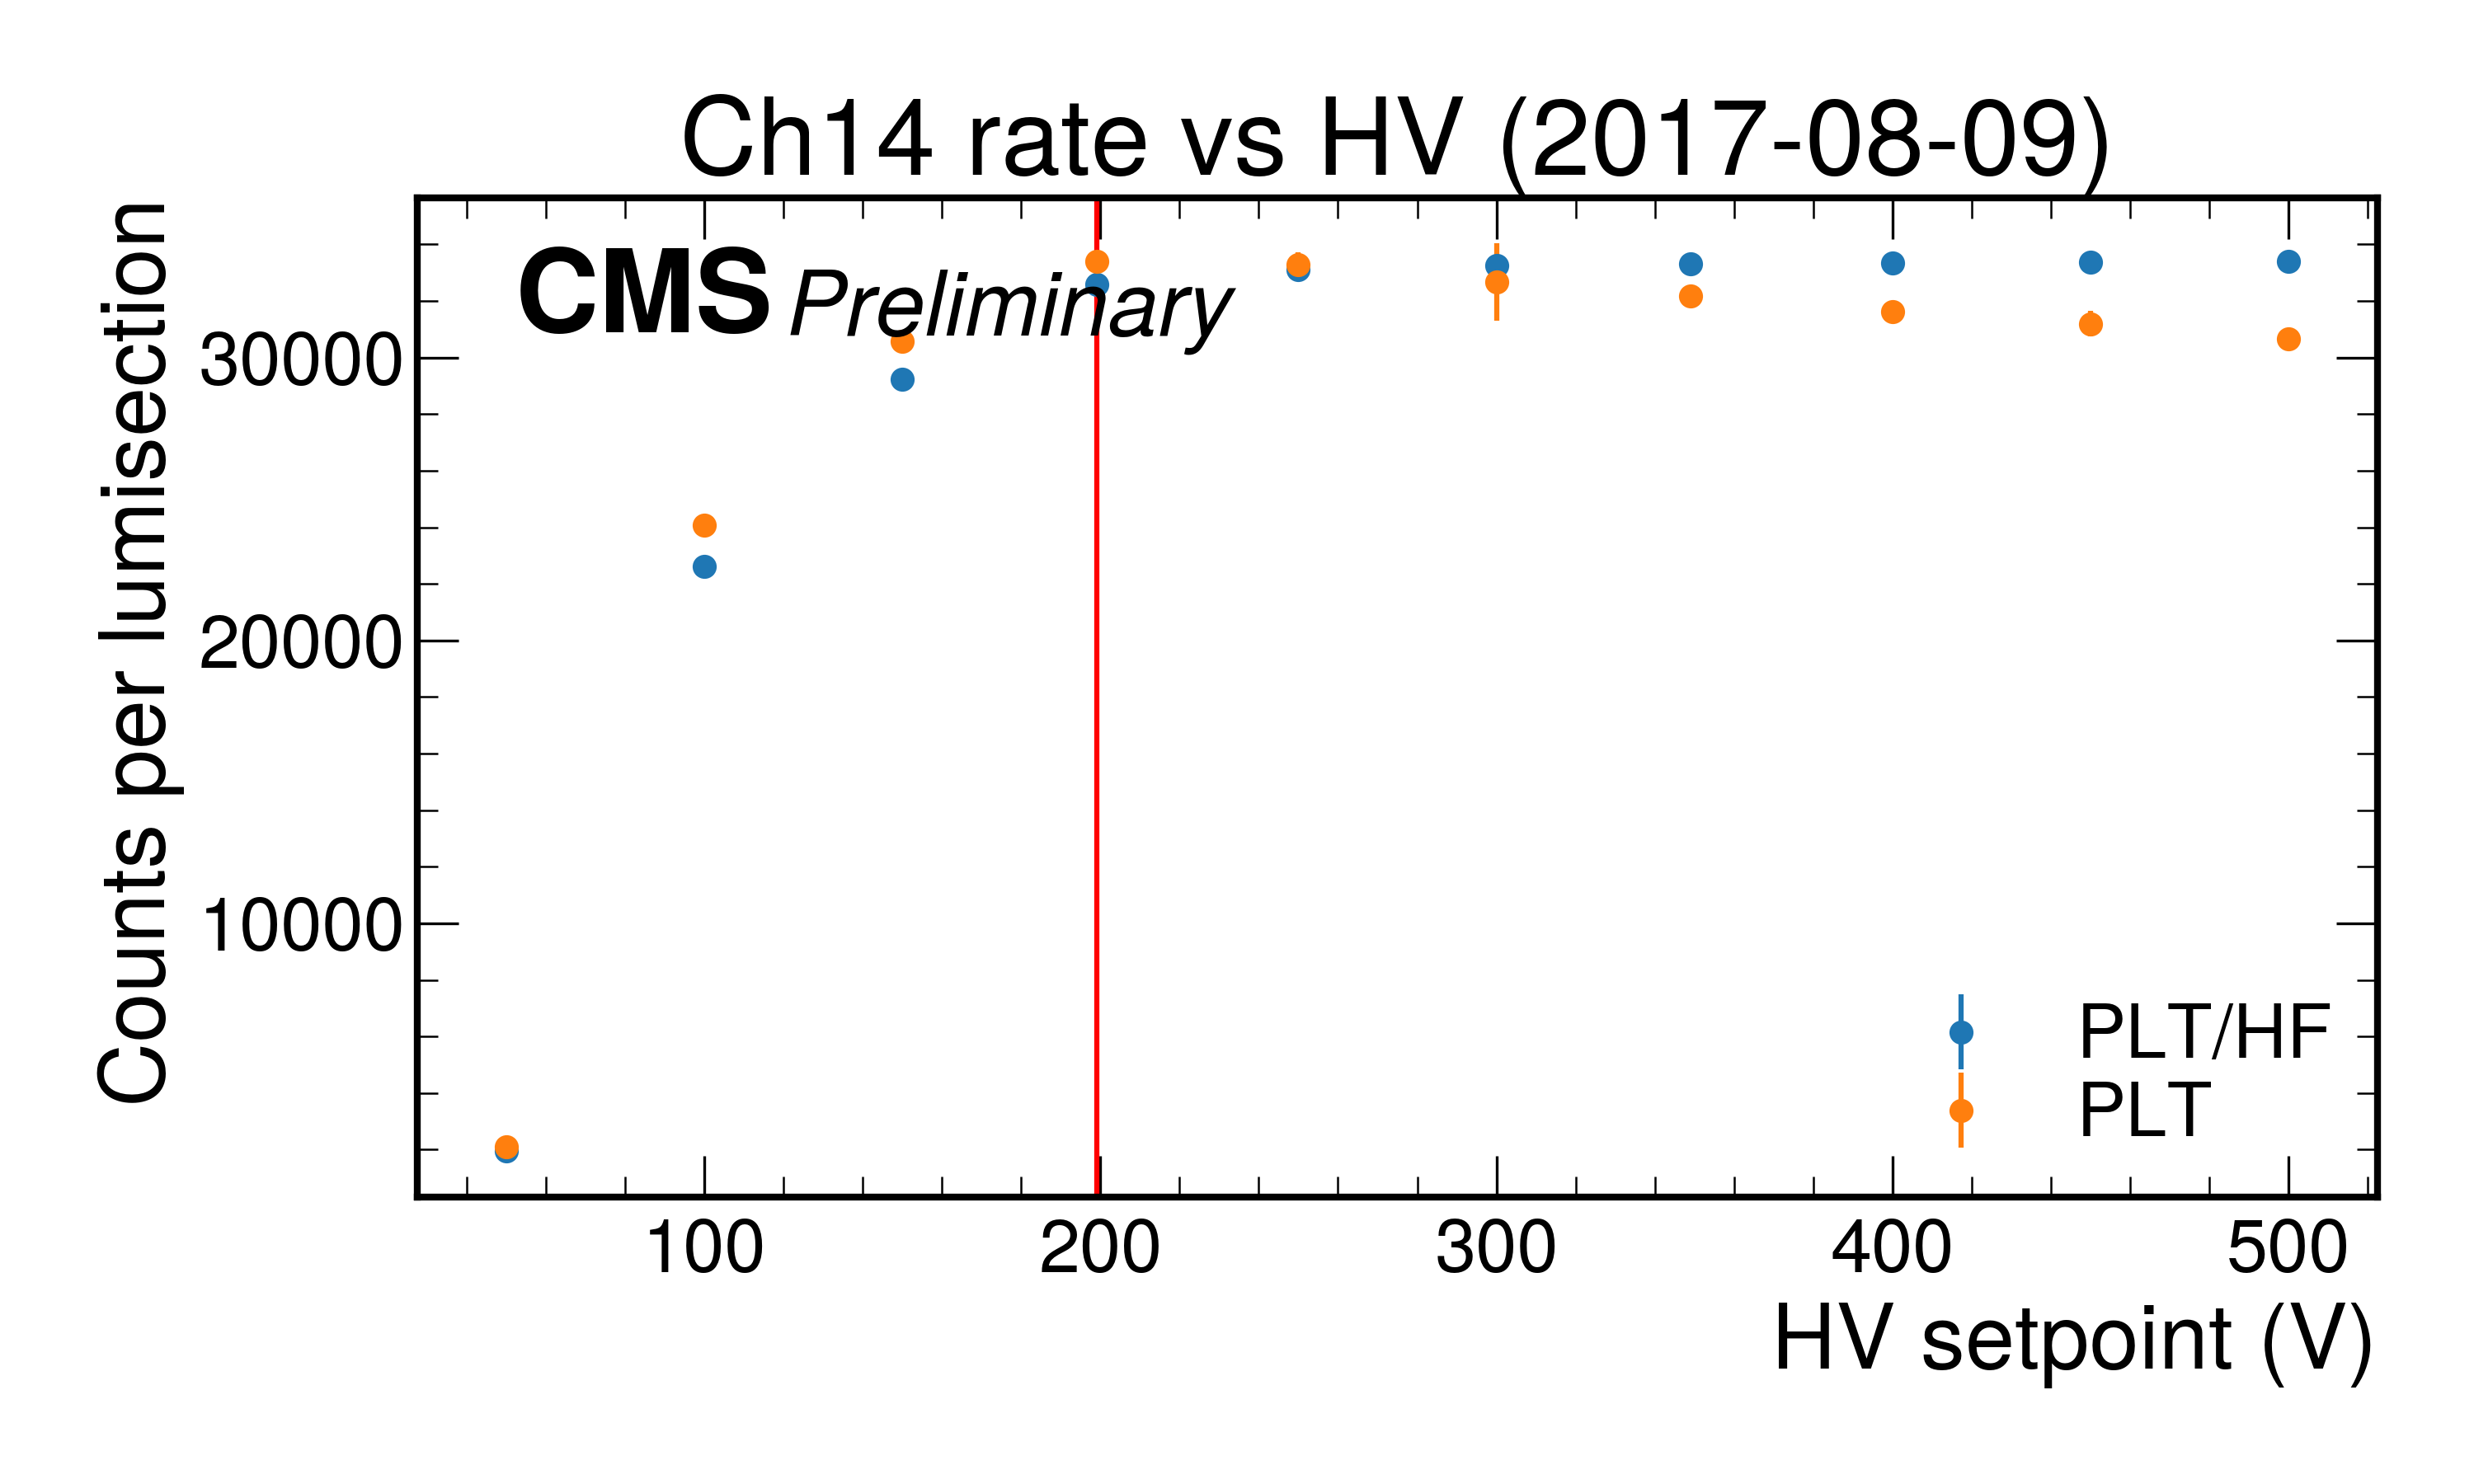 Ch14 rate vs HV (2017-08-09)
CMS Preliminary
Counts per lumisection
30000
20000
10000
PLT/HF
PLT
100 200 300 400 500
HV setpoint (V)